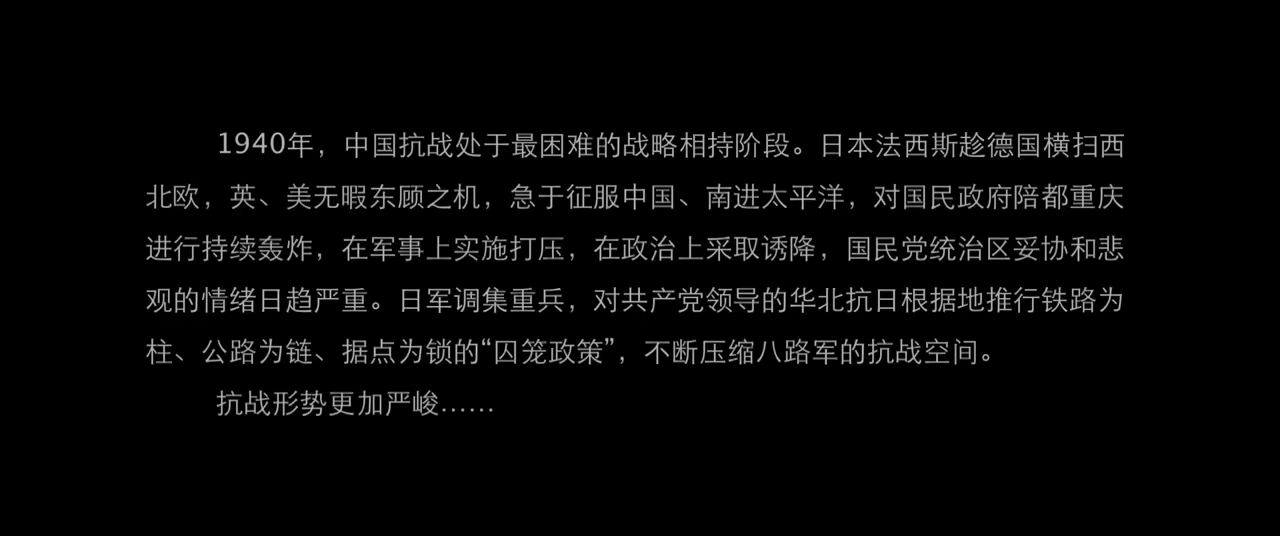 1940年，中国抗战处于最困难的战略相持阶段。日本法西斯趁德国横扫西
北欧，英、美无暇东顾之机，急于征服中国、南进太平洋，对国民政府陪都重庆
进行持续轰炸，在军事上实施打压，在政治上采取诱降，国民党统治区妥协和悲
观的情绪日趋严重。日军调集重兵，对共产党领导的华北抗日根据地推行铁路为
柱、公路为链、据点为锁的“囚笼政策”，不断压缩八路军的抗战空间。
抗战形势更加严峻……